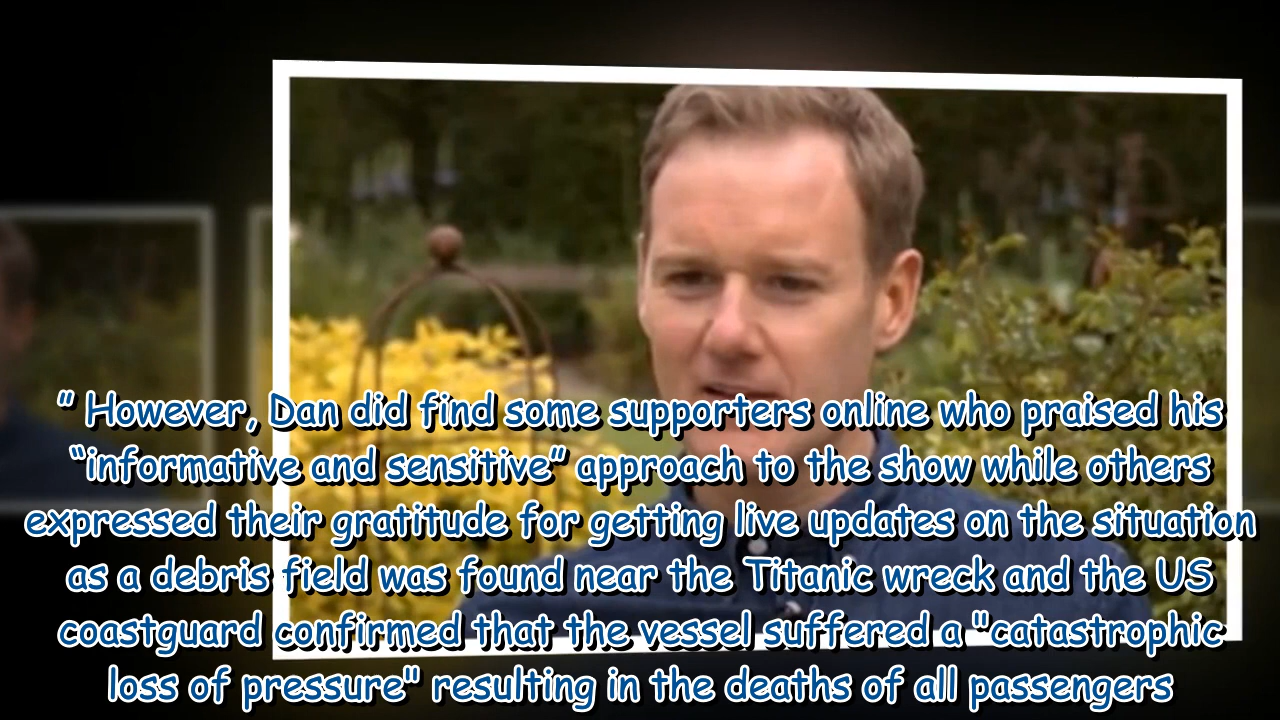 ” However, Dan did find some supporters online who praised his
“informative and sensitive” approach to the show while others
expressed their gratitude for getting live updates on the situation
as a debris field was found near the Titanic wreck and the US
coastguard confirmed that the vessel suffered a "catastrophic
loss of pressure" resulting in the deaths of all passengers